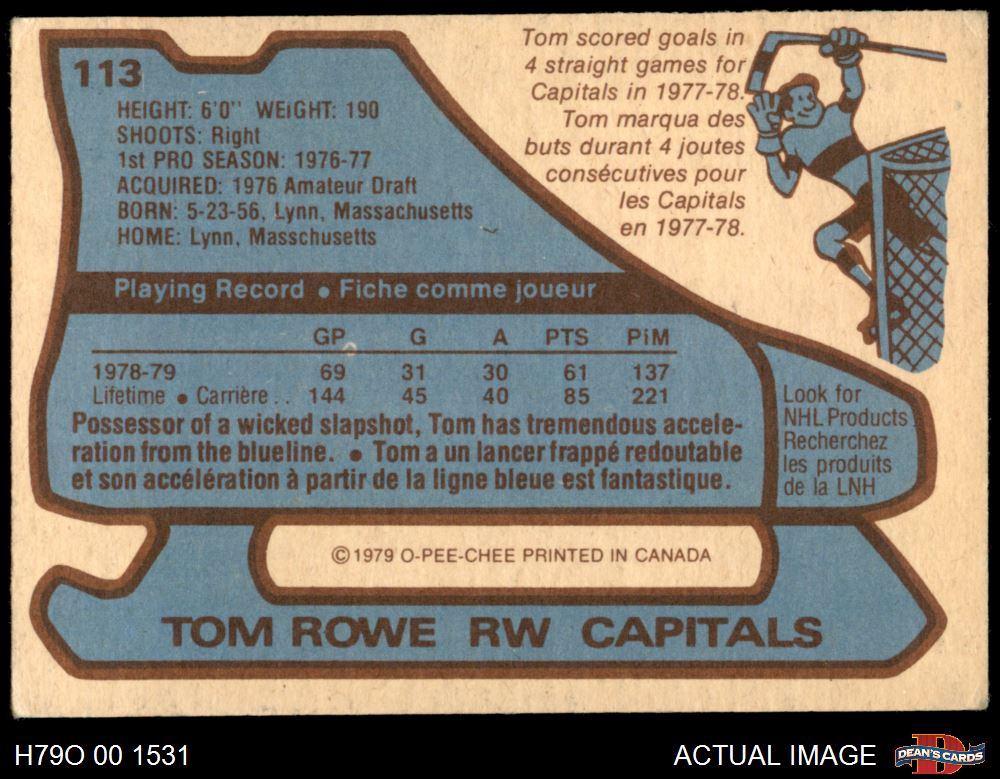 113
HEIGHT: 6'0" WEIGHT: 190
SHOOTS: Right
1st PRO SEASON: 1976-77
ACQUIRED: 1976 Amateur Draft
BORN: 5-23-56, Lynn, Massachusetts
HOME: Lynn, Masschusetts
Tom scored goals in
4 straight games for
Capitals in 1977-78.
Tom marqua des
buts durant 4 joutes
consécutives pour
les Capitals
en 1977-78.
Playing Record • Fiche comme joueur
GP G A PTS PiM
1978-79 69 31 30 61 137
Lifetime • Carrière . . 144 45 40 85 221
Possessor of a wicked slapshot, Tom has tremendous accele-
ration from the blueline. • Tom a un lancer frappé redoutable
et son accélération à partir de la ligne bleue est fantastique.
Look for
NHL Products
Recherchez
les produits
de la LNH
©1979 O-PEE-CHEE PRINTED IN CANADA
TOM ROWE RW CAPITALS
H79O 00 1531
ACTUAL IMAGE
DEAN'S CARDS